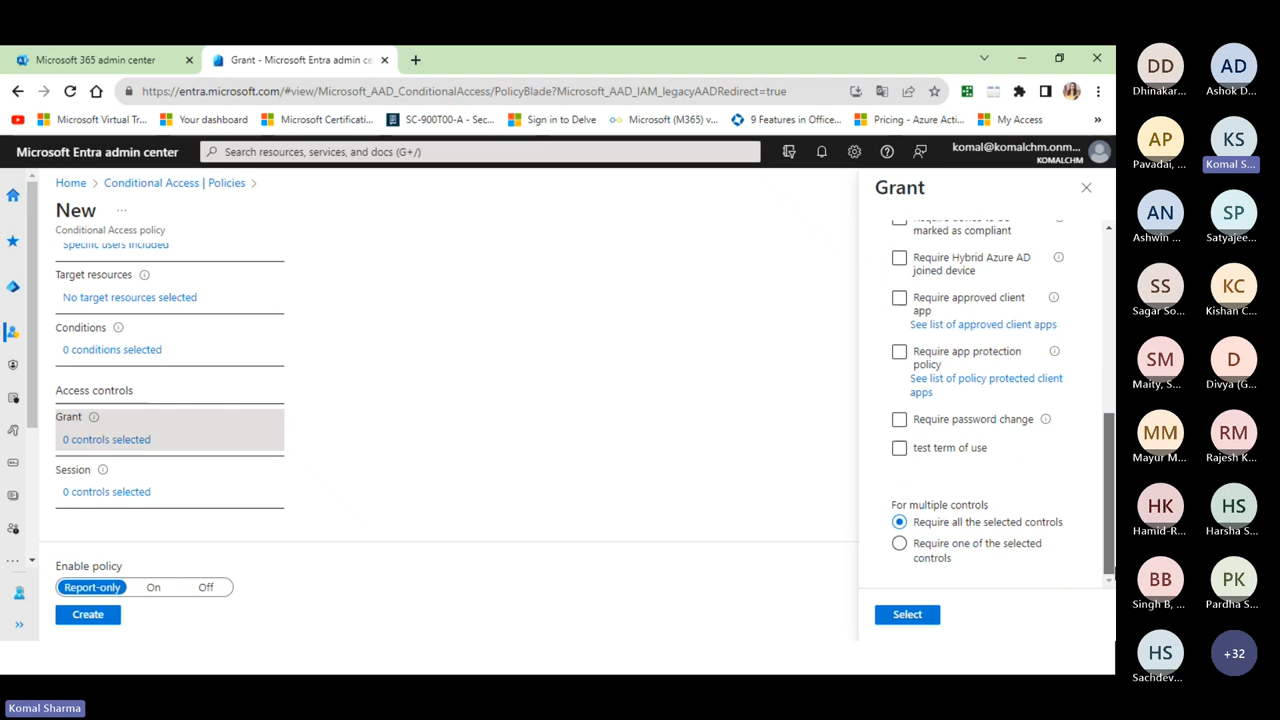 Microsoft 365 admin center
Grant - Microsoft Entra admin ce
https://entra.microsoft.com/#view/Microsoft_AAD_ConditionalAccess/PolicyBlade?Microsoft_AAD_IAM_legacyAADRedirect=true
Microsoft Virtual Tr...
Your dashboard
Microsoft Certificati...
SC-900T00-A - Sec...
Sign in to Delve
Microsoft (M365) v...
9 Features in Office...
Pricing - Azure Acti...
My Access
»
Microsoft Entra admin center
Search resources, services, and docs (G+/)
komal@komalchm.onm...
KOMALCHM
Home > Conditional Access | Policies >
New ...
Conditional Access policy
Specific users included
Target resources
No target resources selected
Conditions
0 conditions selected
Access controls
Grant
0 controls selected
Session
0 controls selected
Enable policy
Report-only
On
Off
Create
Grant
Require device to be
marked as compliant
Require Hybrid Azure AD
joined device
Require approved client
app
See list of approved client apps
Require app protection
policy
See list of policy protected client
apps
Require password change
test term of use
For multiple controls
Require all the selected controls
Require one of the selected
controls
Select
DD
Dhinakar...
AD
Ashok D...
AP
Pavadai, ...
KS
Komal S...
AN
Ashwin ...
SP
Satyajee...
SS
Sagar So...
KC
Kishan C...
SM
Maity, S...
D
Divya (G...
MM
Mayur M...
RM
Rajesh K...
HK
Hamid-R...
HS
Harsha S...
BB
Singh B, ...
PK
Pardha S...
HS
Sachdev...
+32
Komal Sharma